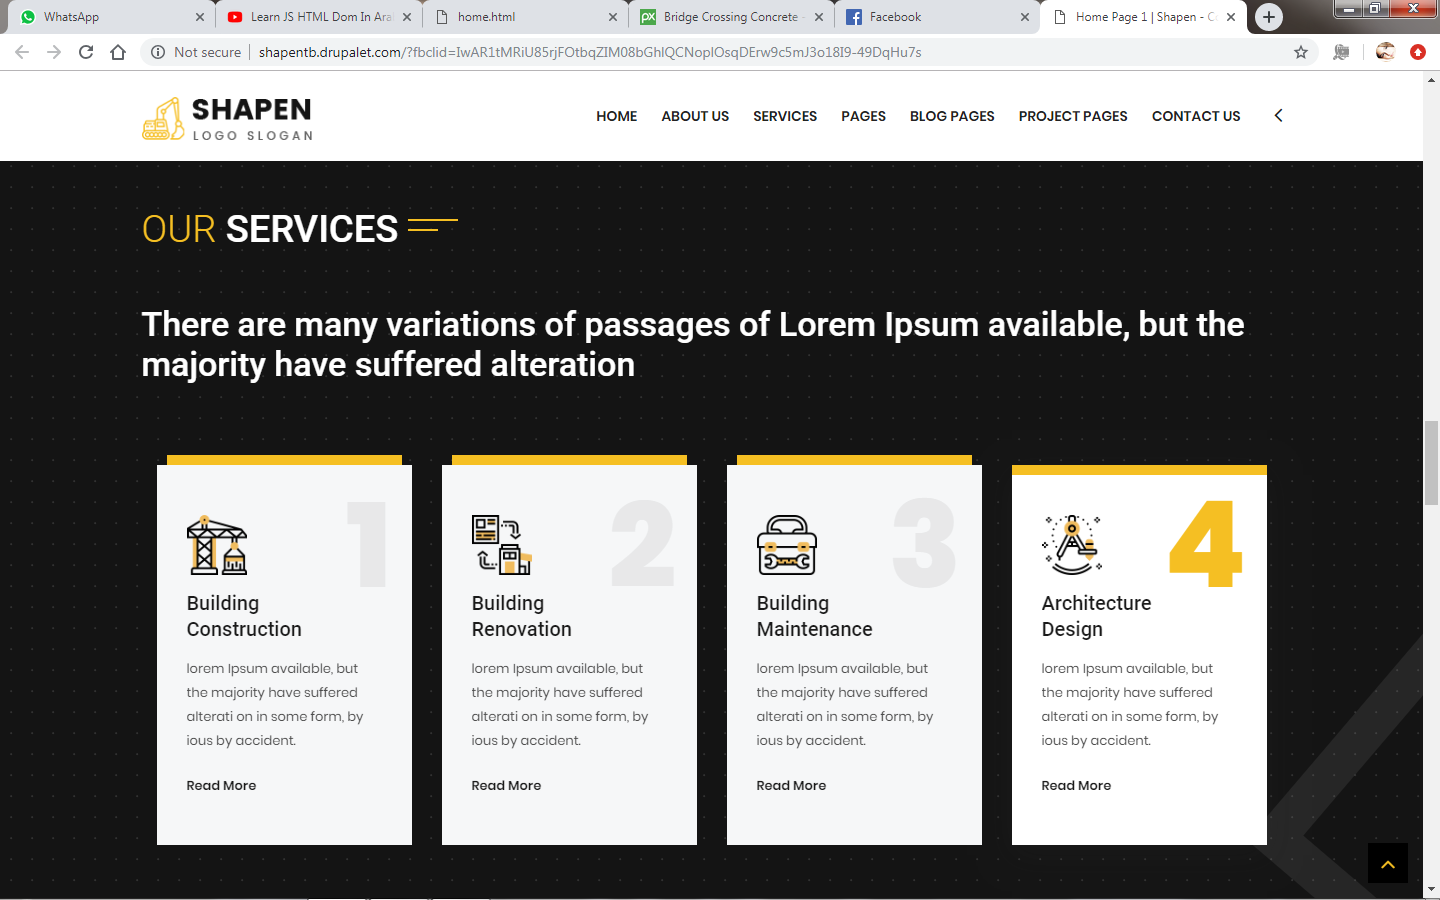 WhatsApp
Learn JS HTML Dom In Ara
home.html
Bridge Crossing Concrete -
Facebook
Home Page 1 | Shapen - C
Not secure
shapentb.drupalet.com/?fbclid=IwAR1tMRiU85rjFOtbqZIM08bGhlQCNoplOsqDErw9c5mJ3o18I9-49DqHu7s
SHAPEN
LOGO SLOGAN
HOME
ABOUT US
SERVICES
PAGES
BLOG PAGES
PROJECT PAGES
CONTACT US
OUR SERVICES
There are many variations of passages of Lorem Ipsum available, but the
majority have suffered alteration
1
Building
Construction
lorem Ipsum available, but
the majority have suffered
alterati on in some form, by
ious by accident.
Read More
2
Building
Renovation
lorem Ipsum available, but
the majority have suffered
alterati on in some form, by
ious by accident.
Read More
3
Building
Maintenance
lorem Ipsum available, but
the majority have suffered
alterati on in some form, by
ious by accident.
Read More
4
Architecture
Design
lorem Ipsum available, but
the majority have suffered
alterati on in some form, by
ious by accident.
Read More